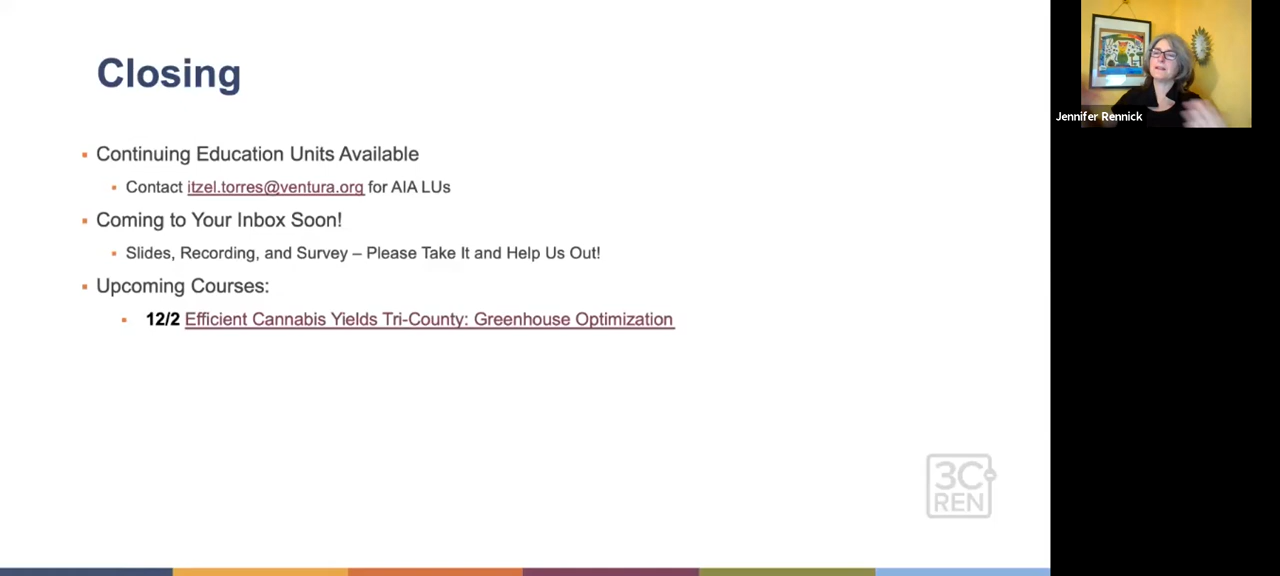 Closing
Continuing Education Units Available
Contact itzel.torres@ventura.org for AIA LUs
Coming to Your Inbox Soon!
Slides, Recording, and Survey – Please Take It and Help Us Out!
Upcoming Courses:
12/2 Efficient Cannabis Yields Tri-County: Greenhouse Optimization
3C
REN
Jennifer Rennick